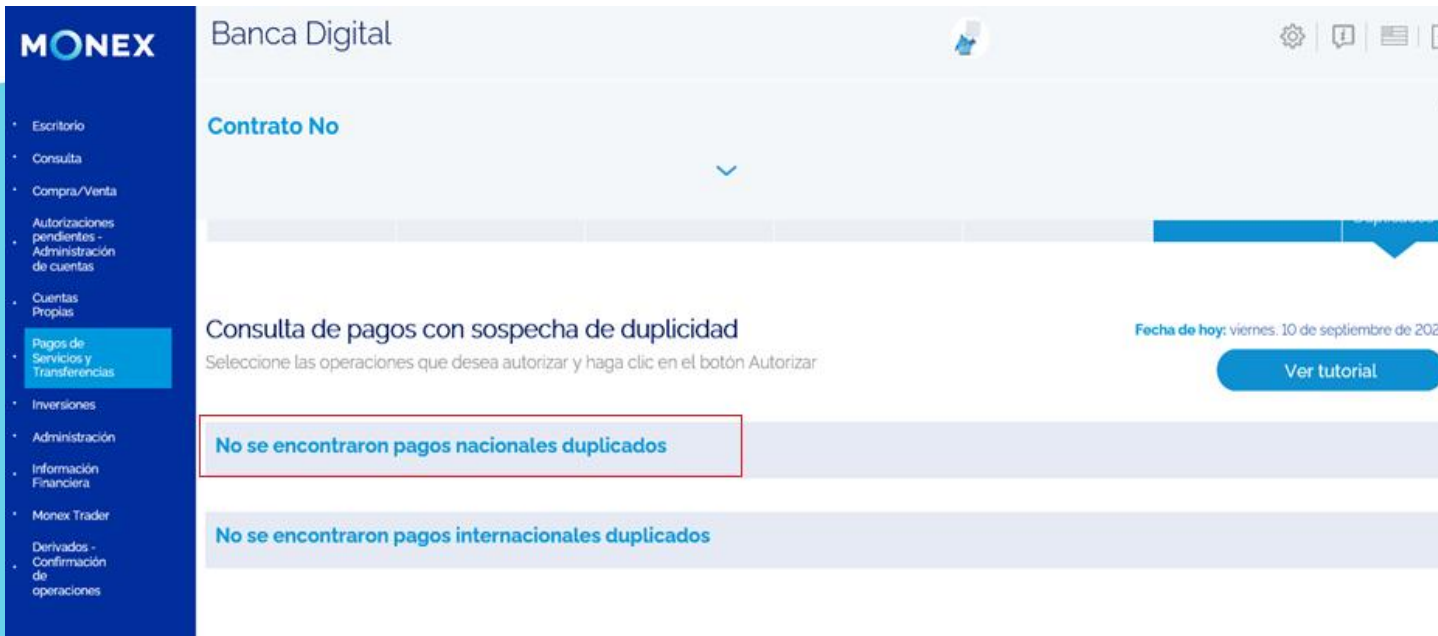 MONEX
Banca Digital
Escritorio
Consulta
Compra/Venta
Autorizaciones
pendientes -
Administración
de cuentas
Cuentas
Propias
Pagos de
Servicios y
Transferencias
Inversiones
Administración
Información
Financiera
Monex Trader
Derivados -
Confirmación
de
operaciones
Contrato No
Consulta de pagos con sospecha de duplicidad
Fecha de hoy: viernes. 10 de septiembre de 202
Seleccione las operaciones que desea autorizar y haga clic en el botón Autorizar
Ver tutorial
No se encontraron pagos nacionales duplicados
No se encontraron pagos internacionales duplicados